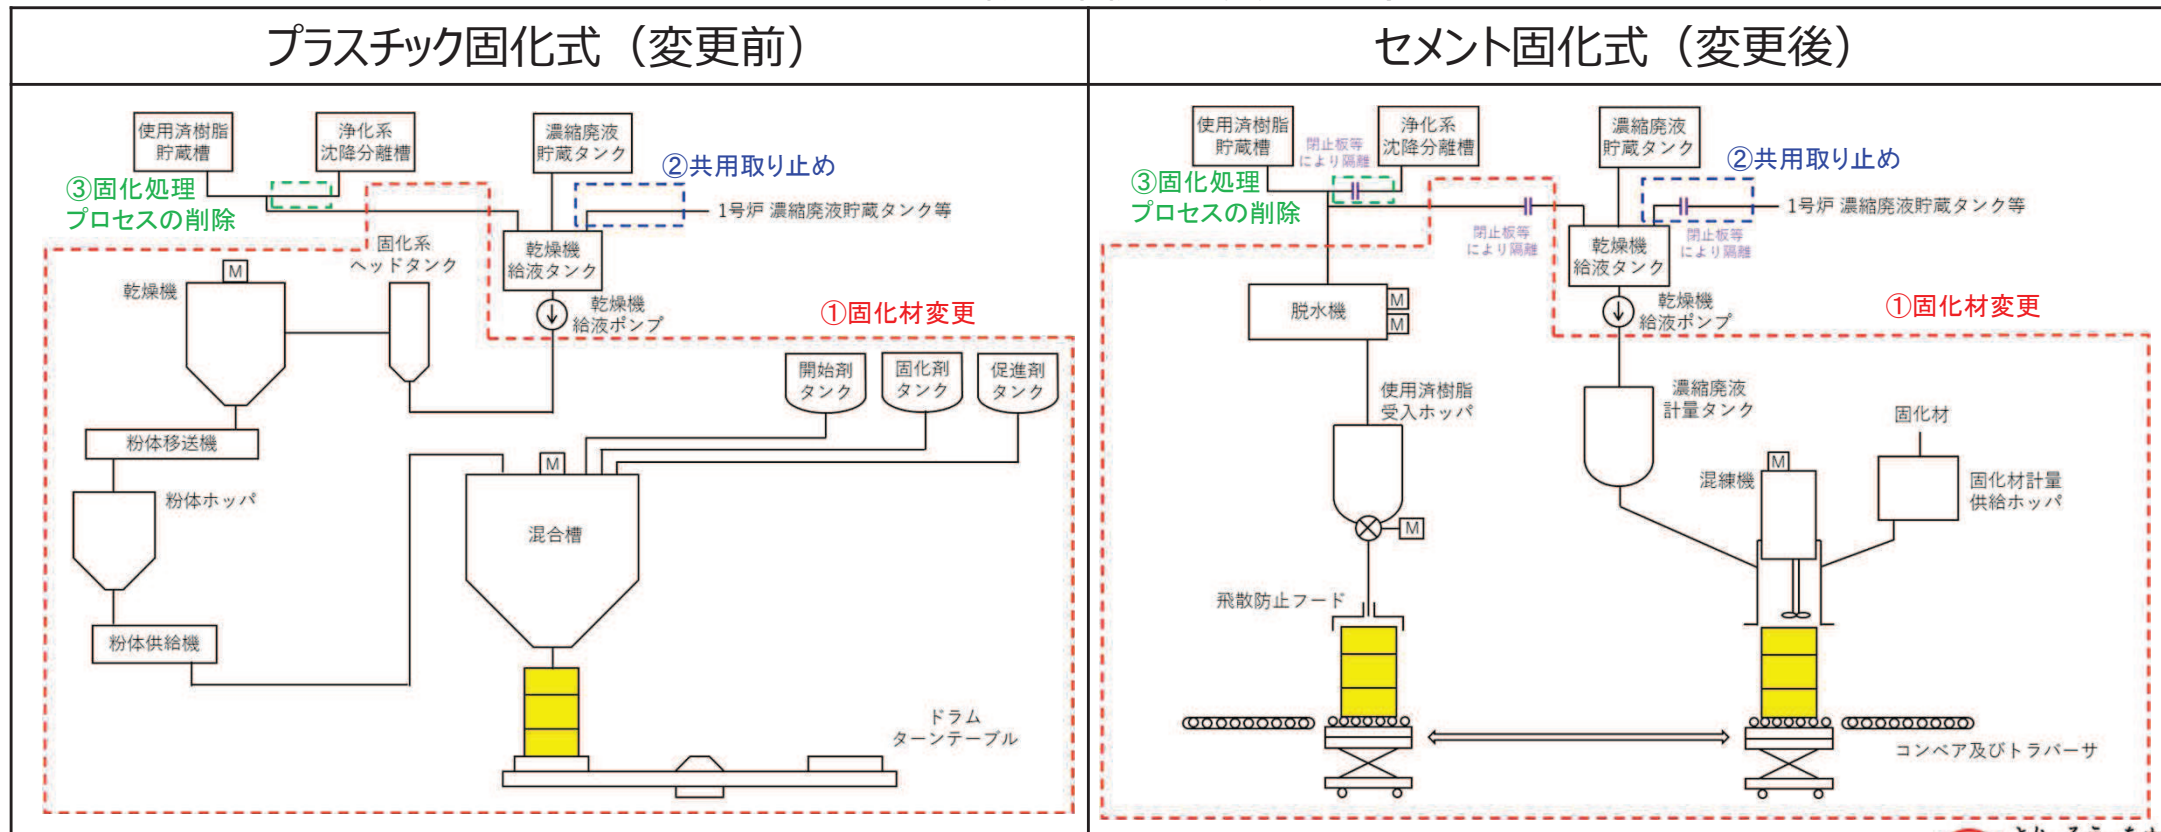 プラスチック固化式（変更前）
使用済樹脂
貯蔵槽
浄化系
沈降分離槽
濃縮廃液
貯蔵タンク
②共用取り止め
③固化処理
プロセスの削除
1号炉 濃縮廃液貯蔵タンク等
固化系
ヘッドタンク
乾燥機
給液タンク
M
乾燥機
乾燥機
給液ポンプ
①固化材変更
開始剤
タンク
固化剤
タンク
促進剤
タンク
粉体移送機
M
粉体ホッパ
混合槽
粉体供給機
ドラム
ターンテーブル
セメント固化式（変更後）
使用済樹脂
貯蔵槽
閉止板等
により隔離
浄化系
沈降分離槽
濃縮廃液
貯蔵タンク
②共用取り止め
③固化処理
プロセスの削除
1号炉 濃縮廃液貯蔵タンク等
閉止板等
により隔離
乾燥機
給液タンク
閉止板等
により隔離
脱水機
M
M
乾燥機
給液ポンプ
①固化材変更
使用済樹脂
受入ホッパ
濃縮廃液
計量タンク
固化材
M
混練機
固化材計量
供給ホッパ
M
飛散防止フード
コンベア及びトラバーサ